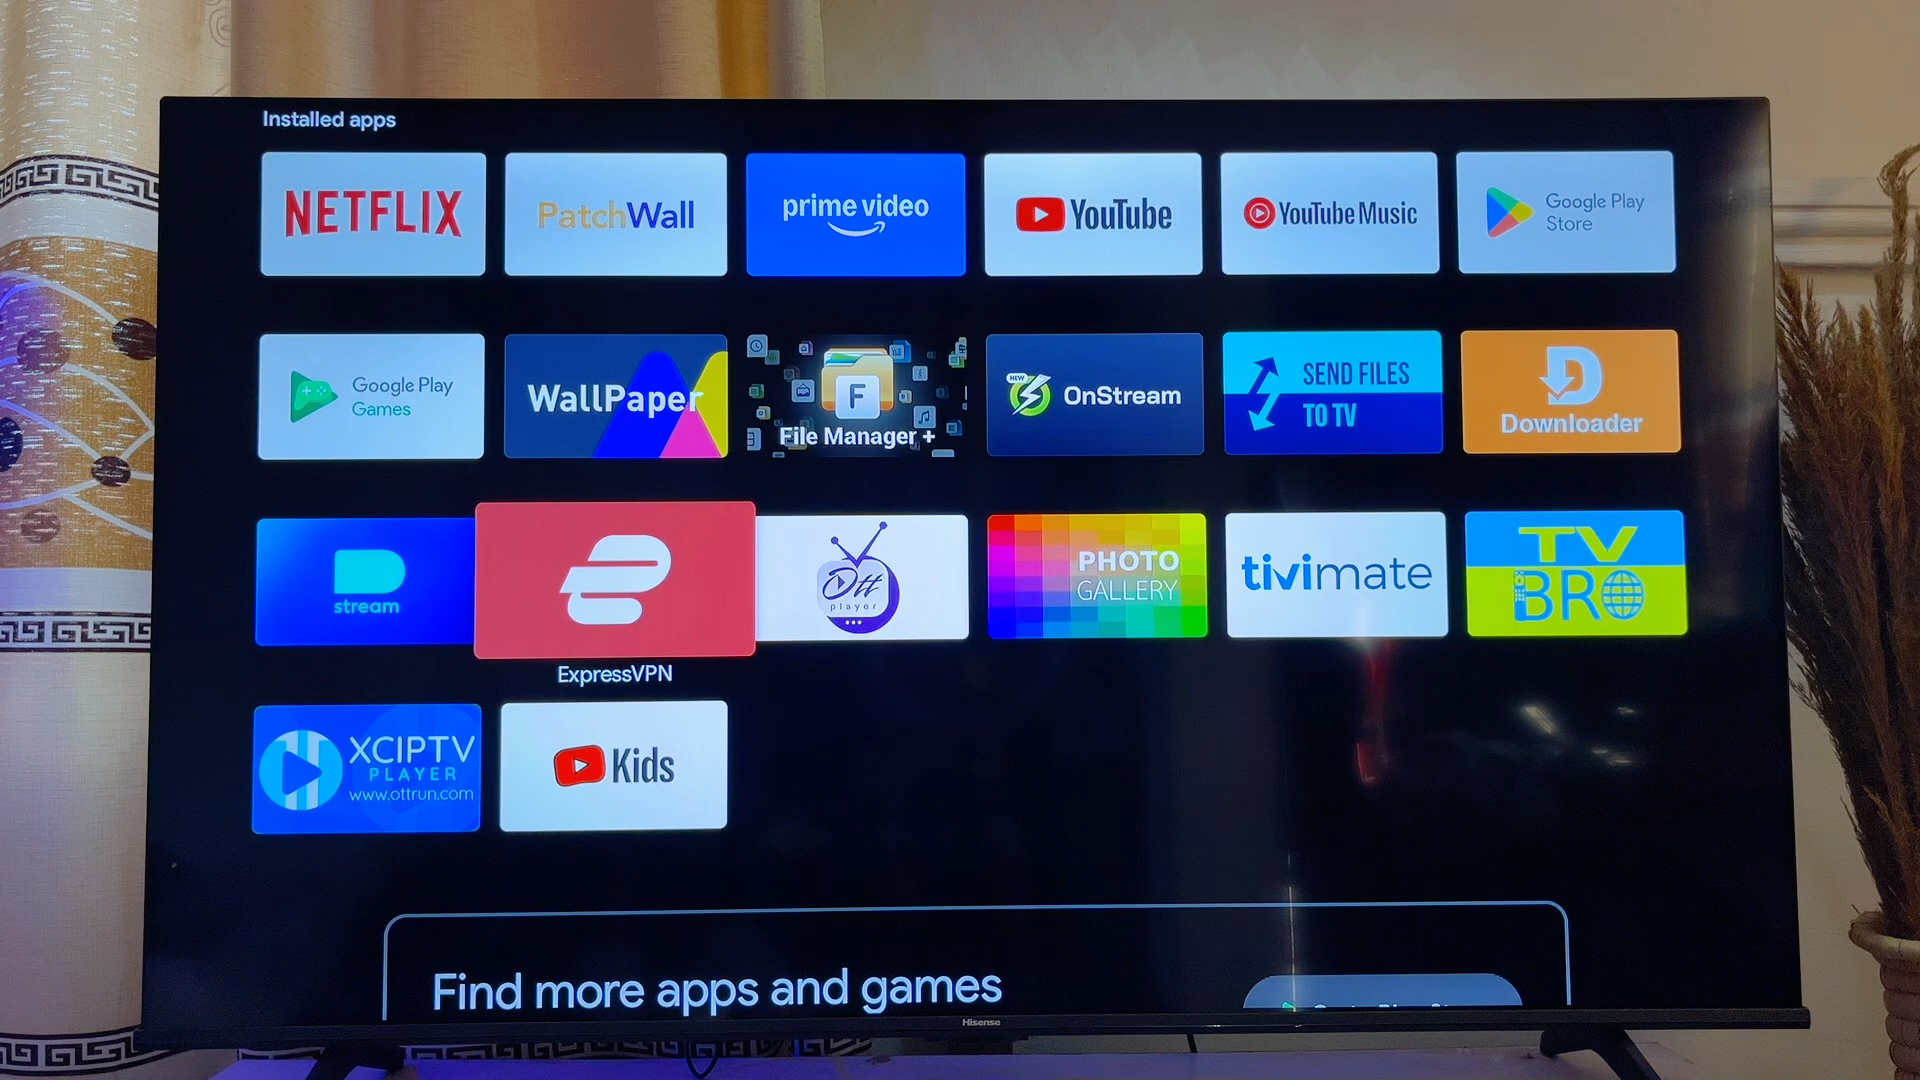 Installed apps
NETFLIX
PatchWall
prime video
YouTube
YouTube Music
Google Play
Store
Google Play
Games
WallPaper
F
File Manager +
NEW
OnStream
SEND FILES
TO TV
D
Downloader
stream
ExpressVPN
Ott
player
PHOTO
GALLERY
tivimate
TV
BRO
XCIPTV
PLAYER
www.ottrun.com
Kids
Find more apps and games
Hisense